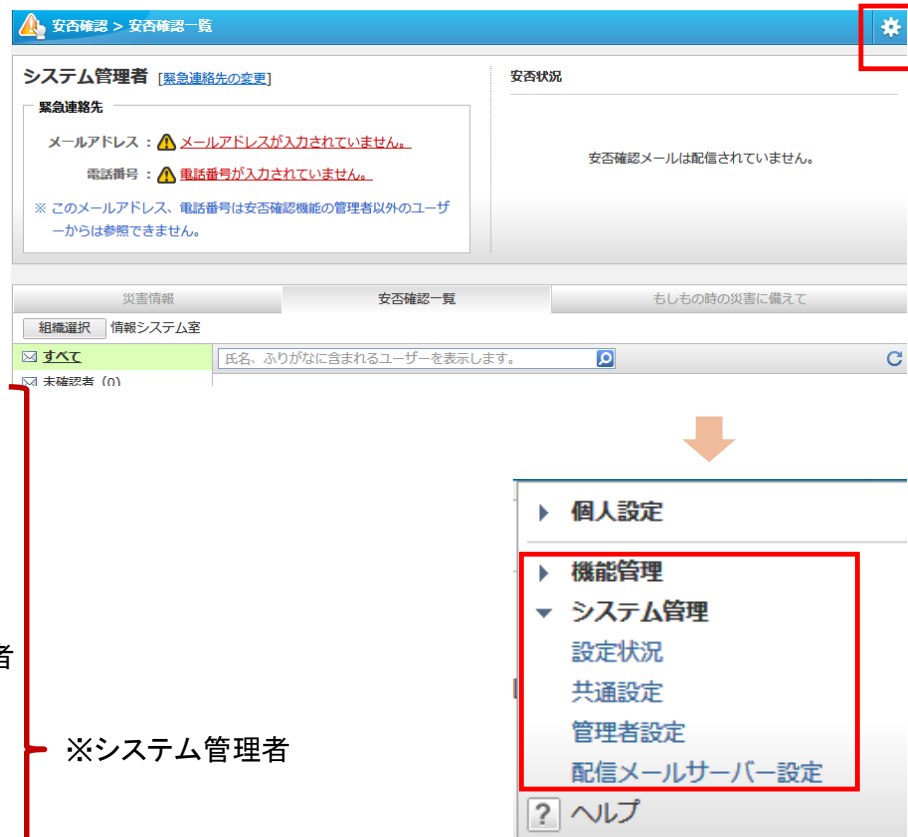 安否確認 > 安否確認一覧
システム管理者 [緊急連絡先の変更]
緊急連絡先
メールアドレス : メールアドレスが入力されていません。
電話番号 : 電話番号が入力されていません。
※ このメールアドレス、電話番号は安否確認機能の管理者以外のユーザ
ーからは参照できません。
安否状況
安否確認メールは配信されていません。
災害情報 安否確認一覧 もしもの時の災害に備えて
組織選択 情報システム室
すべて 氏名、ふりがなに含まれるユーザーを表示します。
未確認者 (0)
個人設定
機能管理
システム管理
設定状況
共通設定
管理者設定
配信メールサーバー設定
? ヘルプ
者
※システム管理者